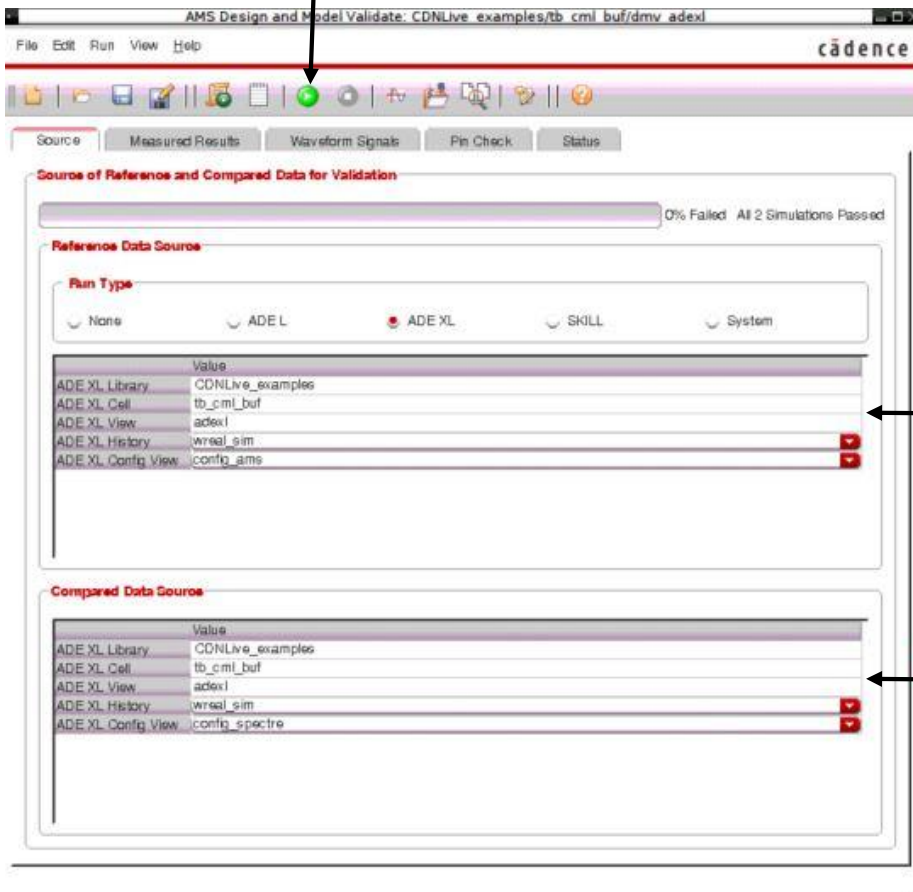 AMS Design and Model Validate: CDNLive_examples/tb_cml_buf/dmv_adexl
File Edit Run View Help
cādence
Source Measured Results Waveform Signals Pin Check Status
Source of Reference and Compared Data for Validation
0% Failed All 2 Simulations Passed
Reference Data Source
Run Type
None ADE L ADE XL SKILL System
Value
ADE XL Library CDNLive_examples
ADE XL Cell tb_cml_buf
ADE XL View adexl
ADE XL History wreal_sim
ADE XL Config View config_ams
Compared Data Source
Value
ADE XL Library CDNLive_examples
ADE XL Cell tb_cml_buf
ADE XL View adexl
ADE XL History wreal_sim
ADE XL Config View config_spectre